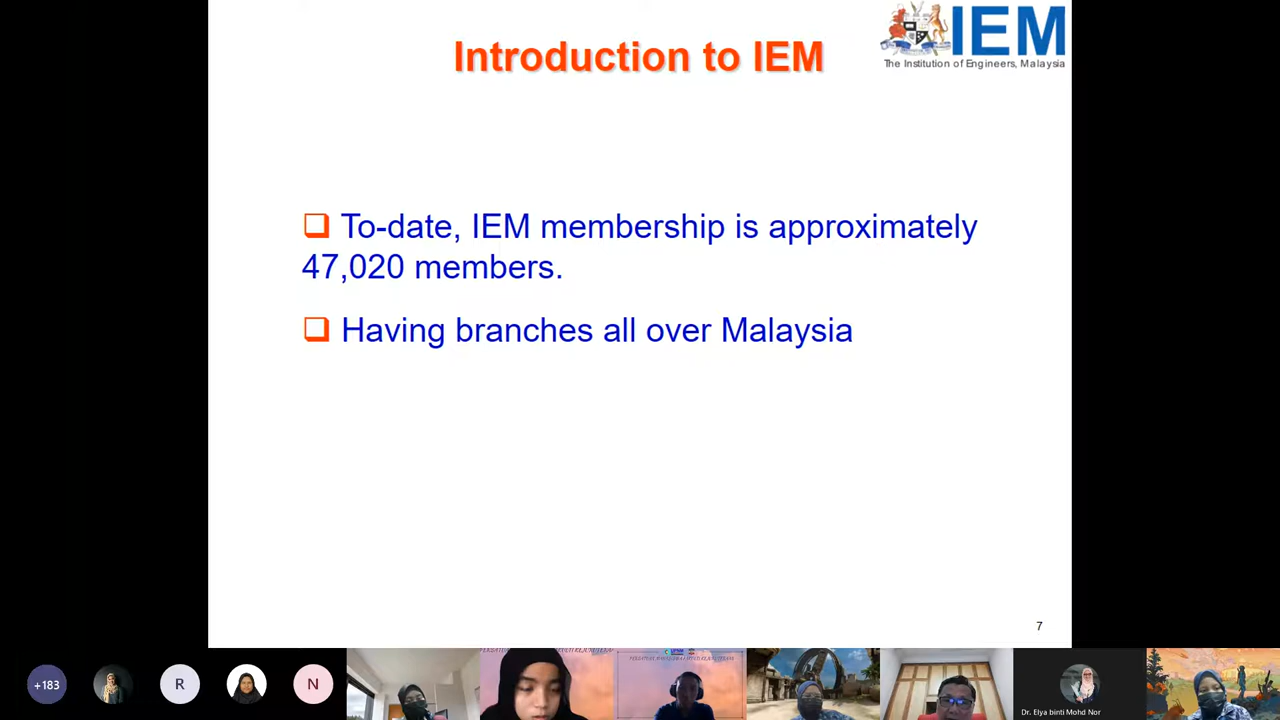 Introduction to IEM
IEM
The Institution of Engineers, Malaysia
To-date, IEM membership is approximately
47,020 members.
Having branches all over Malaysia
7
+183
R
N
Dr. Elya binti Mohd Nor